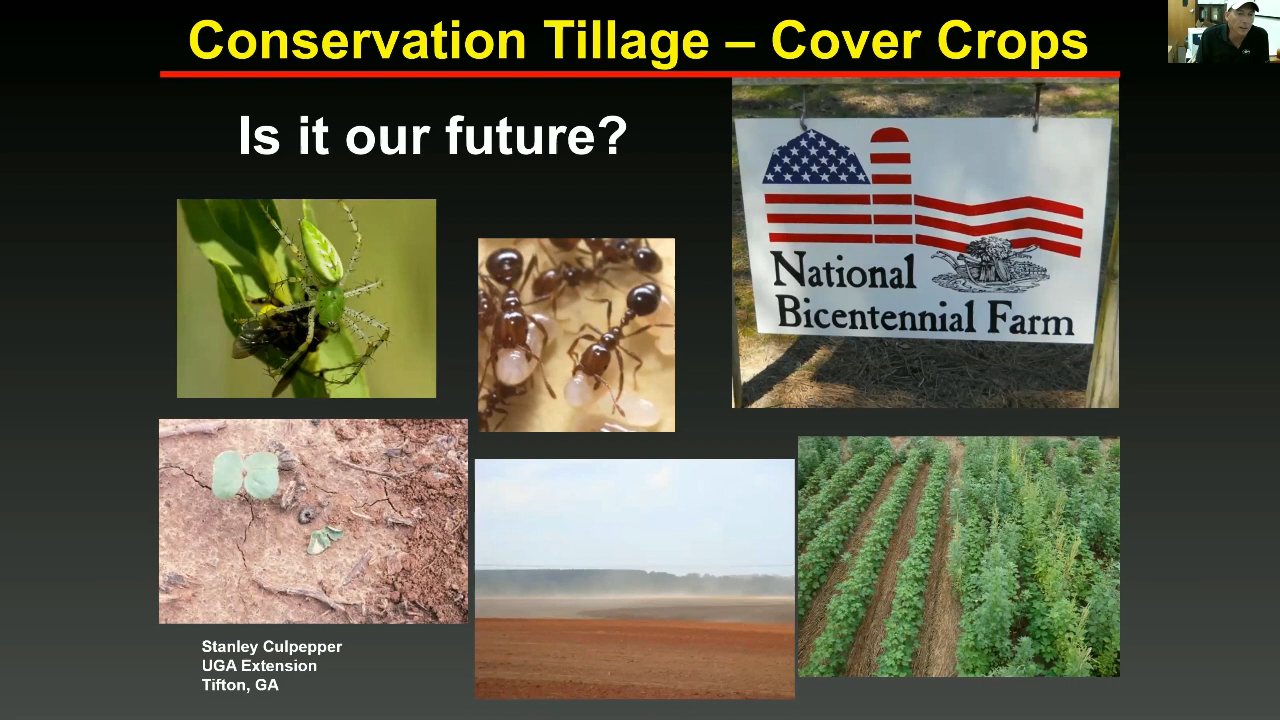 Conservation Tillage – Cover Crops
Is it our future?
National
Bicentennial Farm
Stanley Culpepper
UGA Extension
Tifton, GA